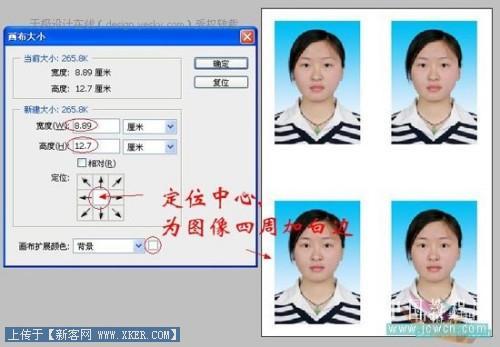 无极设计在线 ( design.yesky.com ) 授权转载
画布大小
当前大小: 265.8K
宽度: 8.89 厘米
高度: 12.7 厘米
确定
复位
新建大小: 265.8K
宽度(W): 8.89 厘米
高度(H): 12.7 厘米
相对(R)
定位:
定位中心,
为图像四周加白边
画布扩展颜色: 背景
上传于【新客网 www.XKER.com】
www.jcwcn.com